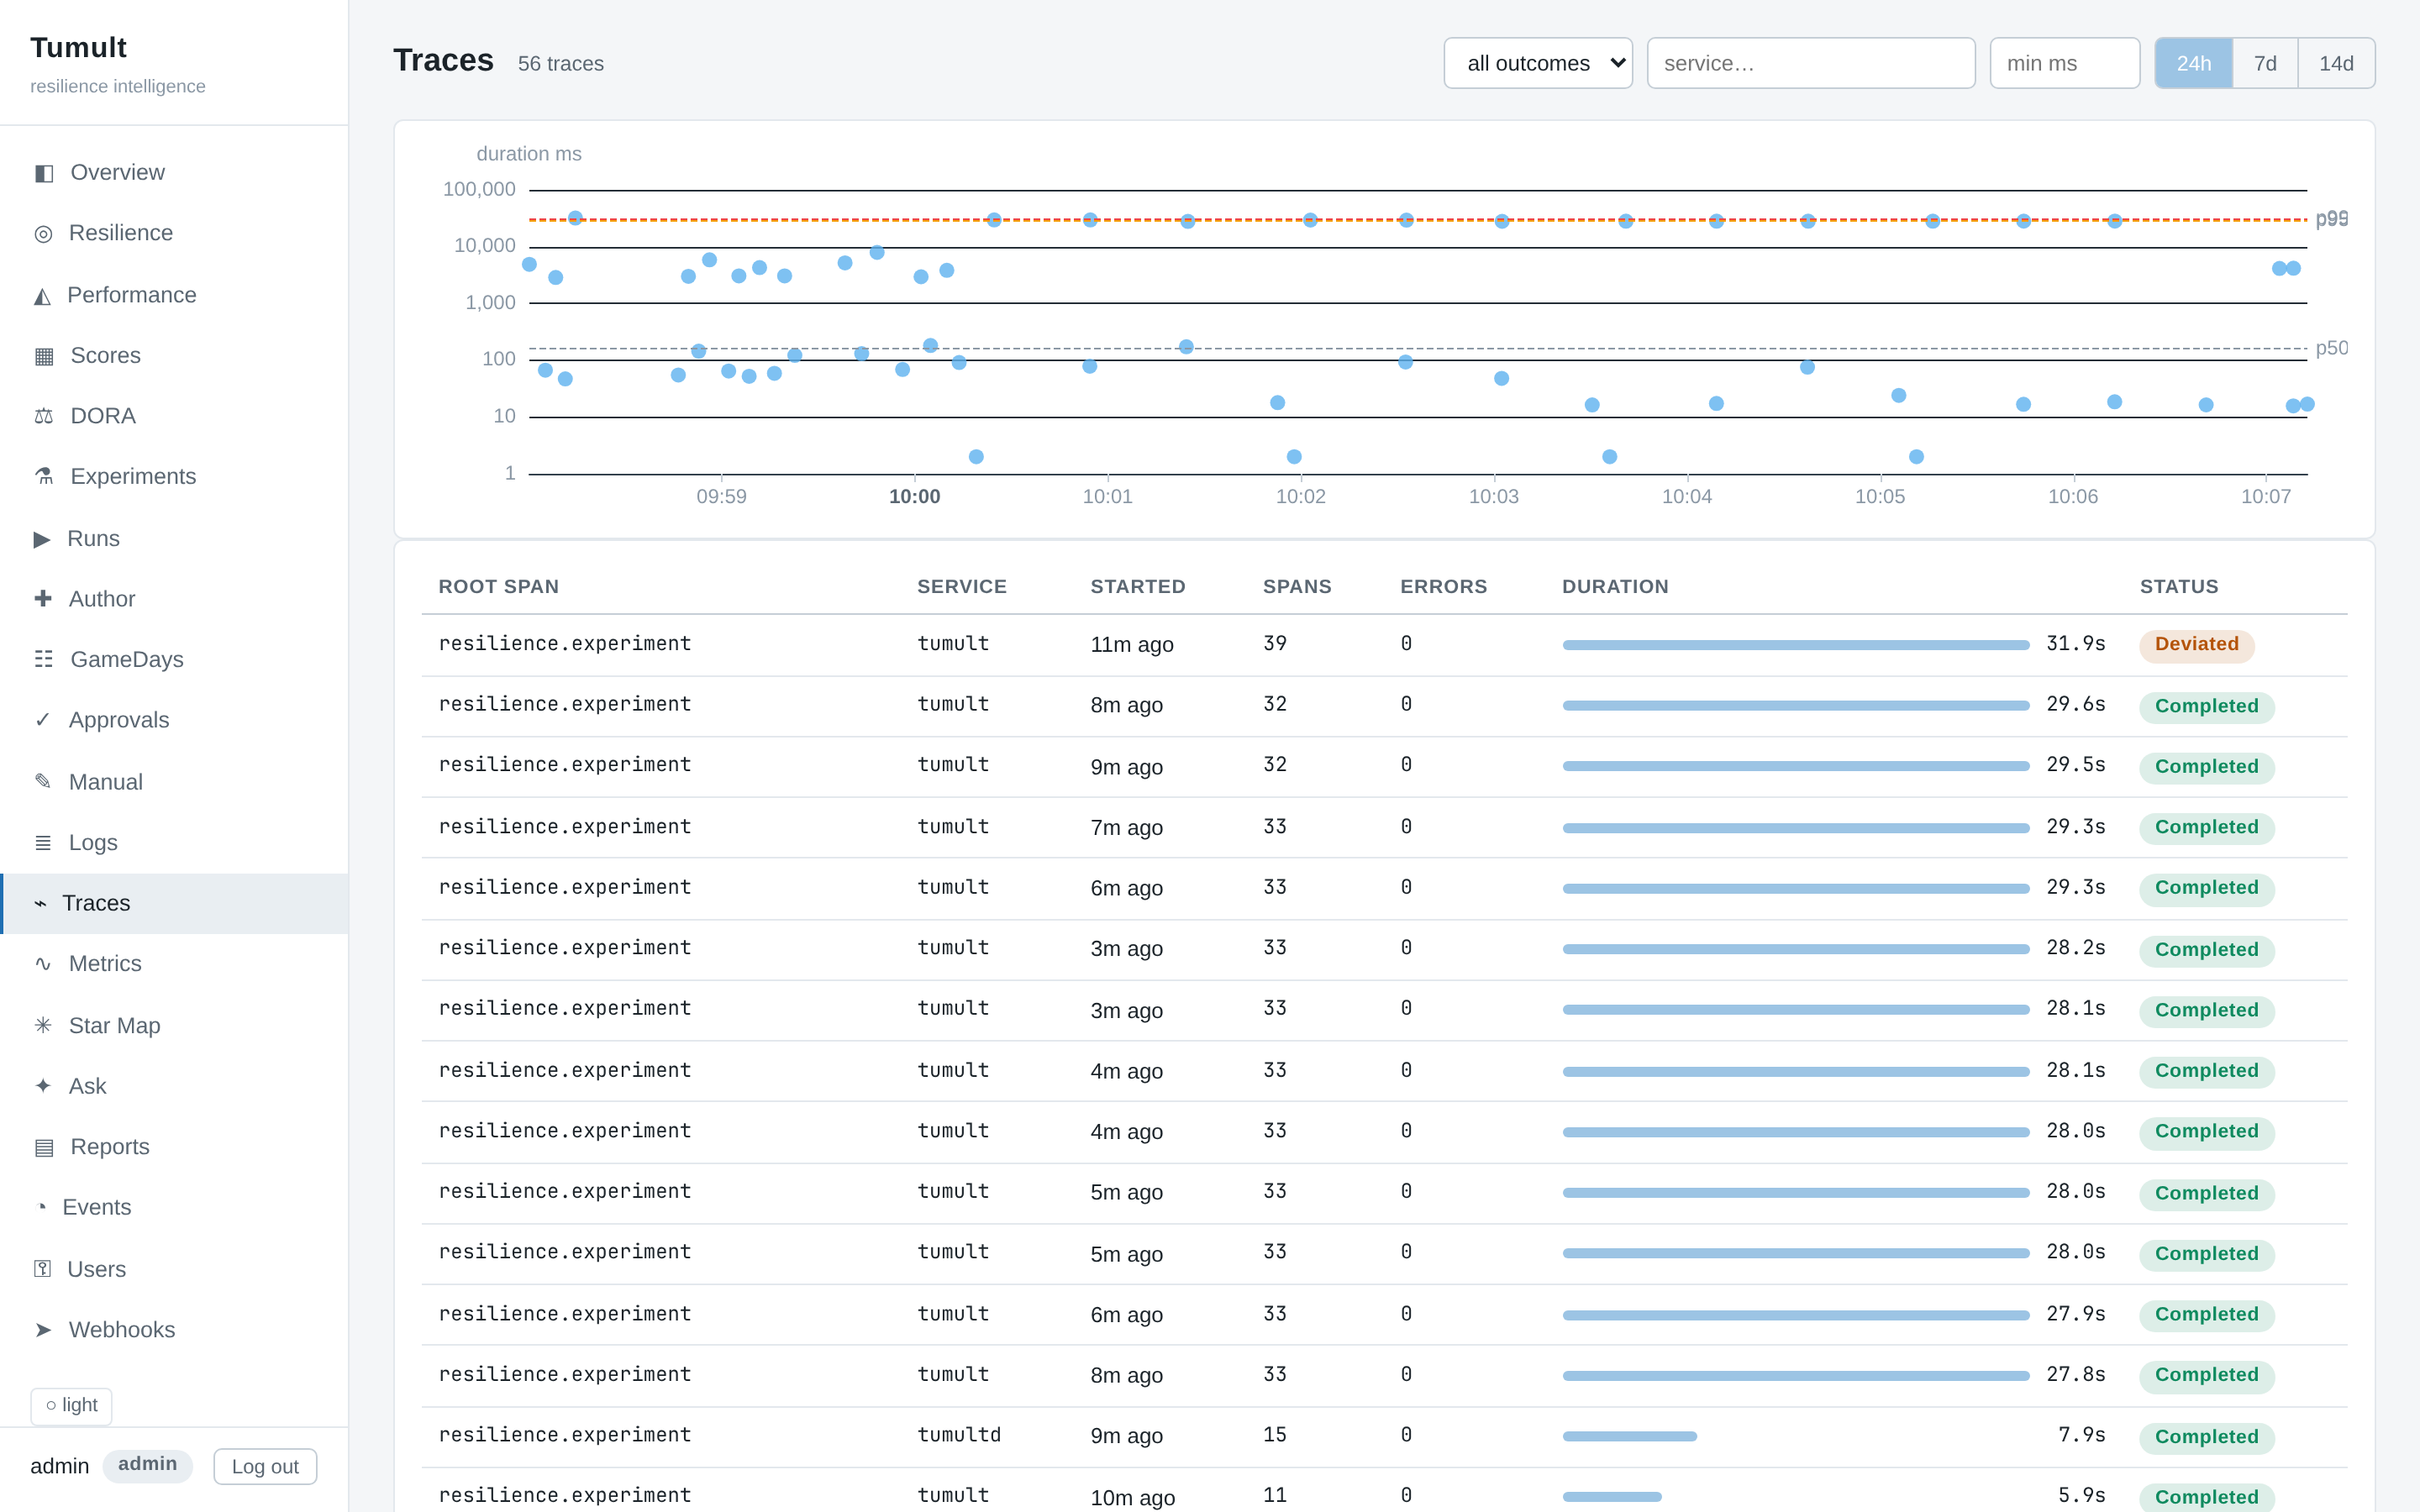 Tumult
resilience intelligence
Overview
Resilience
Performance
Scores
DORA
Experiments
Runs
Author
GameDays
Approvals
Manual
Logs
Traces
Metrics
Star Map
Ask
Reports
Events
Users
Webhooks
○ light
admin admin Log out
Traces 56 traces all outcomes service… min ms 24h 7d 14d
duration ms
100,000
10,000
1,000
100
10
1
p95
p50
09:59 10:00 10:01 10:02 10:03 10:04 10:05 10:06 10:07
ROOT SPAN SERVICE STARTED SPANS ERRORS DURATION STATUS
resilience.experiment tumult 11m ago 39 0 31.9s Deviated
resilience.experiment tumult 8m ago 32 0 29.6s Completed
resilience.experiment tumult 9m ago 32 0 29.5s Completed
resilience.experiment tumult 7m ago 33 0 29.3s Completed
resilience.experiment tumult 6m ago 33 0 29.3s Completed
resilience.experiment tumult 3m ago 33 0 28.2s Completed
resilience.experiment tumult 3m ago 33 0 28.1s Completed
resilience.experiment tumult 4m ago 33 0 28.1s Completed
resilience.experiment tumult 4m ago 33 0 28.0s Completed
resilience.experiment tumult 5m ago 33 0 28.0s Completed
resilience.experiment tumult 5m ago 33 0 28.0s Completed
resilience.experiment tumult 6m ago 33 0 27.9s Completed
resilience.experiment tumult 8m ago 33 0 27.8s Completed
resilience.experiment tumultd 9m ago 15 0 7.9s Completed
resilience.experiment tumult 10m ago 11 0 5.9s Completed